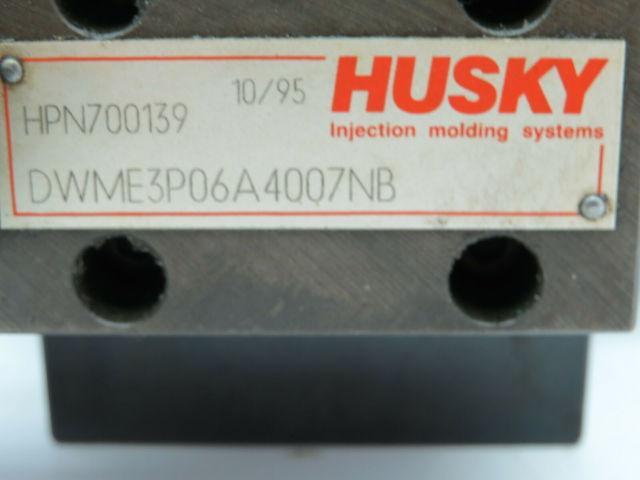 10/95 HUSKY
HPN700139 Injection molding systems
DWME3P06A4007NB